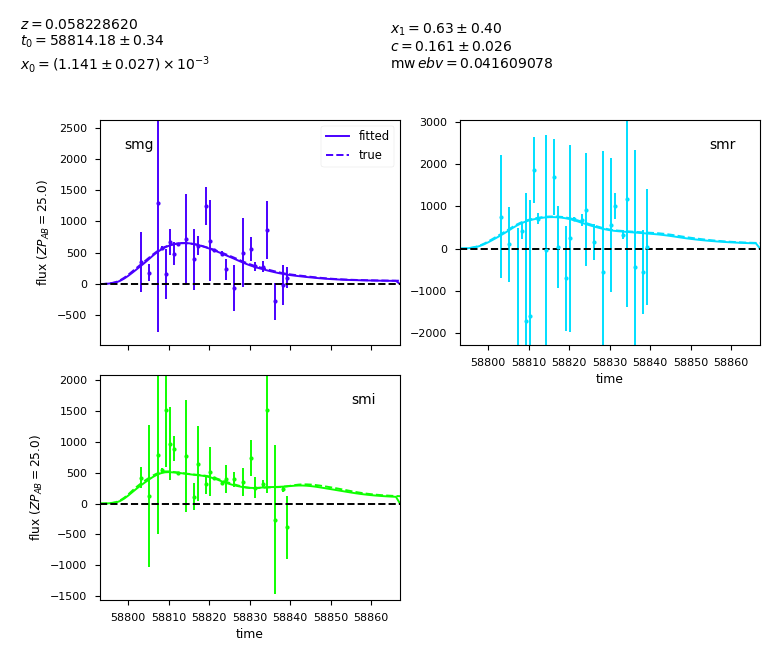 z = 0.058228620
t₀ = 58814.18 ± 0.34
x₀ = (1.141 ± 0.027) × 10⁻³
x₁ = 0.63 ± 0.40
c = 0.161 ± 0.026
mw ebv = 0.041609078
smg
fitted
true
2500
2000
1500
1000
500
0
−500
flux (ZP_AB = 25.0)
smr
3000
2000
1000
0
−1000
−2000
58800 58810 58820 58830 58840 58850 58860
time
smi
2000
1500
1000
500
0
−500
−1000
−1500
flux (ZP_AB = 25.0)
58800 58810 58820 58830 58840 58850 58860
time